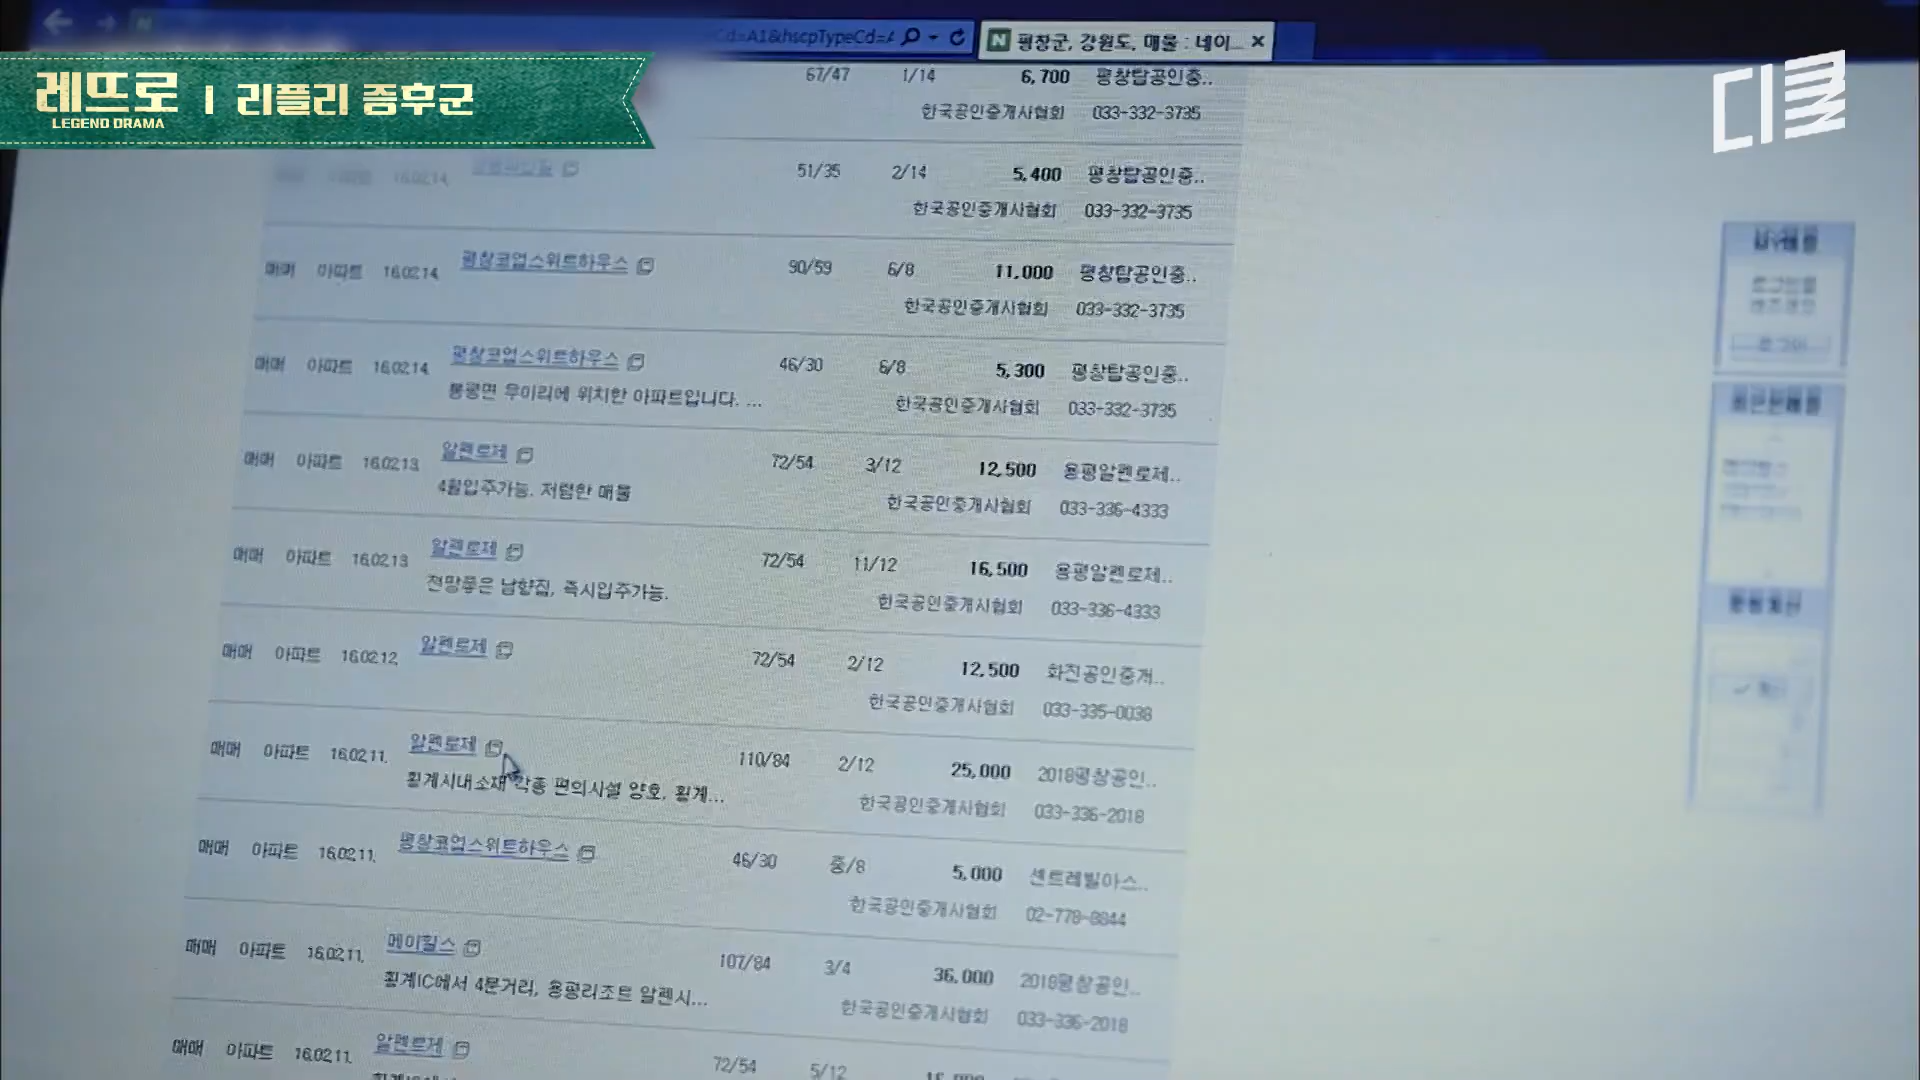 Cd=A1&hscpTypeCd=A
평창군, 강원도, 매물 : 네이...
레뜨로 | 리플리 증후군
LEGEND DRAMA
디글
67/47 1/14 6,700 평창탑공인중..
한국공인중개사협회 033-332-3735
16.02.14. 51/35 2/14 5,400 평창탑공인중..
한국공인중개사협회 033-332-3735
매매 아파트 16.02.14. 평창코업스위트하우스 90/59 6/8 11,000 평창탑공인중..
한국공인중개사협회 033-332-3735
매매 아파트 16.02.14. 평창코업스위트하우스 46/30 6/8 5,300 평창탑공인중..
봉평면 무이리에 위치한 아파트입니다. ... 한국공인중개사협회 033-332-3735
매매 아파트 16.02.13. 알펜로제 72/54 3/12 12,500 용평알펜로제..
4월입주가능. 저렴한 매물 한국공인중개사협회 033-336-4333
매매 아파트 16.02.13. 알펜로제 72/54 11/12 16,500 용평알펜로제..
전망좋은 남향집, 즉시입주가능. 한국공인중개사협회 033-336-4333
매매 아파트 16.02.12. 알펜로제 72/54 2/12 12,500 화진공인중개..
한국공인중개사협회 033-335-0038
매매 아파트 16.02.11. 알펜로제 110/84 2/12 25,000 2018평창공인..
횡계시내소재 각종 편의시설 양호, 횡계... 한국공인중개사협회 033-336-2018
매매 아파트 16.02.11. 평창코업스위트하우스 46/30 중/8 5,000 센트레빌아스..
한국공인중개사협회 02-778-8844
매매 아파트 16.02.11. 메이힐스 107/84 3/4 36,000 2018평창공인..
횡계IC에서 4분거리, 용평리조트 알펜시... 한국공인중개사협회 033-336-2018
매매 아파트 16.02.11. 알펜로제 72/54 5/12